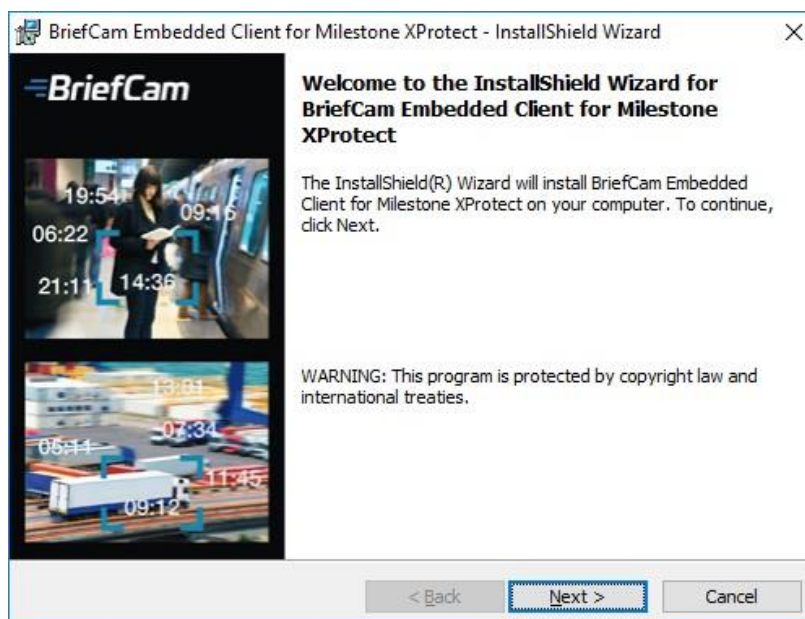 BriefCam Embedded Client for Milestone XProtect - InstallShield Wizard
BriefCam
Welcome to the InstallShield Wizard for
BriefCam Embedded Client for Milestone
XProtect
The InstallShield(R) Wizard will install BriefCam Embedded
Client for Milestone XProtect on your computer. To continue,
click Next.
19:54
09:15
06:22
21:11
14:36
WARNING: This program is protected by copyright law and
international treaties.
07:34
05:11
11:45
09:12
< Back
Next >
Cancel